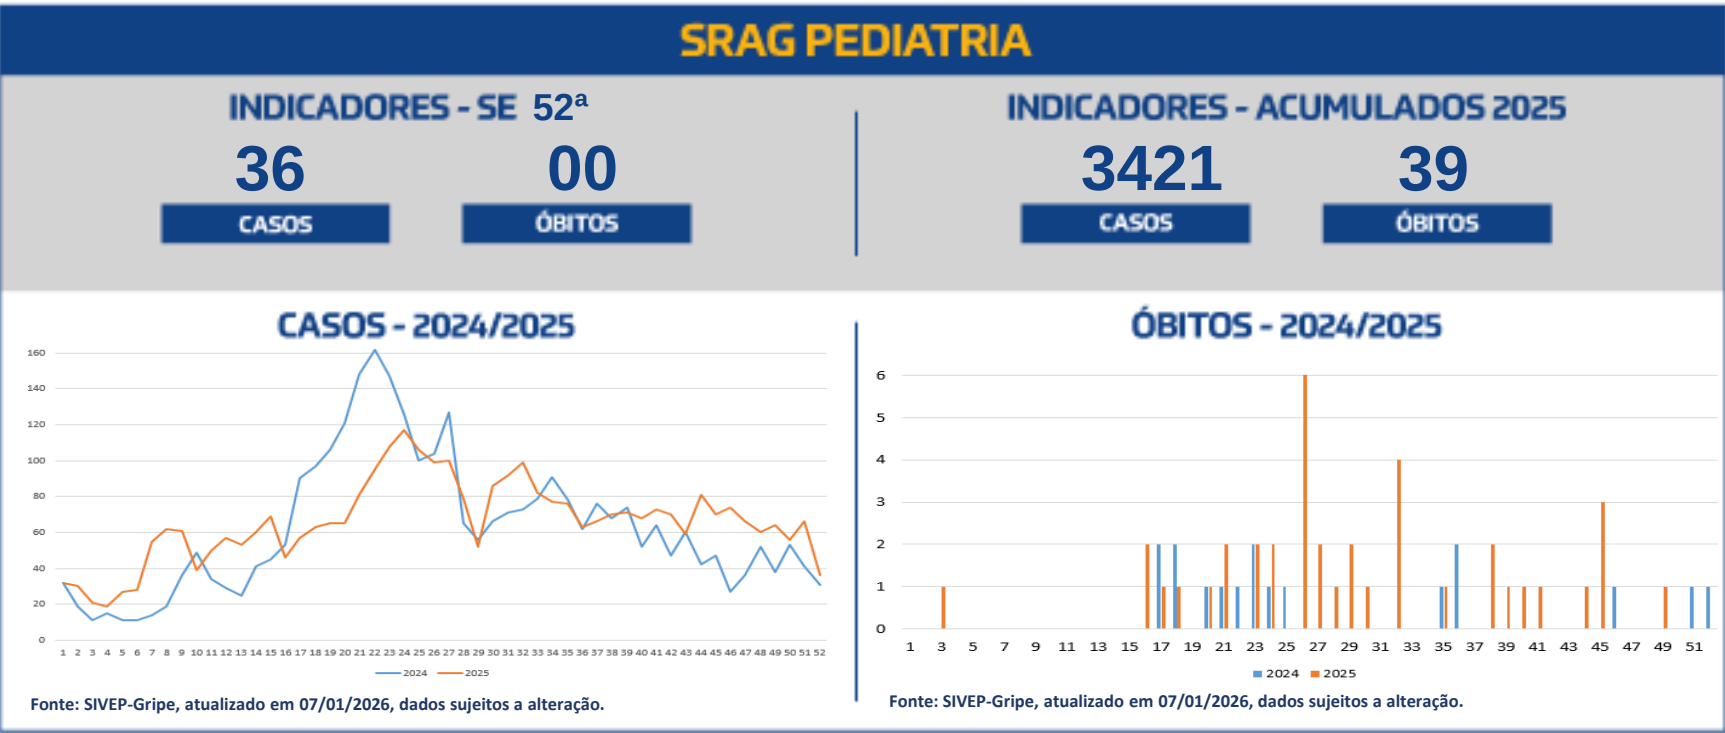 SRAG PEDIATRIA
INDICADORES - SE 52ª
36 00
CASOS ÓBITOS
INDICADORES - ACUMULADOS 2025
3421 39
CASOS ÓBITOS
CASOS - 2024/2025
160
140
120
100
80
60
40
20
0
1 2 3 4 5 6 7 8 9 10 11 12 13 14 15 16 17 18 19 20 21 22 23 24 25 26 27 28 29 30 31 32 33 34 35 36 37 38 39 40 41 42 43 44 45 46 47 48 49 50 51 52
2024 2025
Fonte: SIVEP-Gripe, atualizado em 07/01/2026, dados sujeitos a alteração.
ÓBITOS - 2024/2025
6
5
4
3
2
1
0
1 3 5 7 9 11 13 15 17 19 21 23 25 27 29 31 33 35 37 39 41 43 45 47 49 51
2024 2025
Fonte: SIVEP-Gripe, atualizado em 07/01/2026, dados sujeitos a alteração.